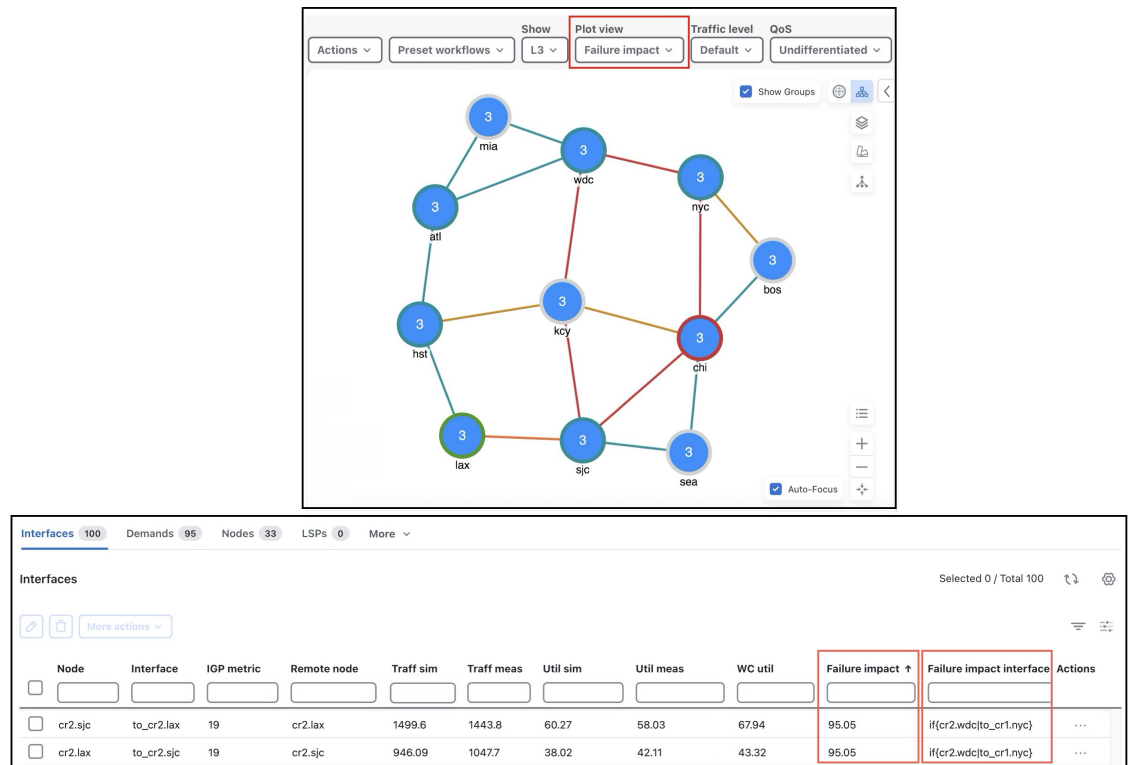 Show Plot view Traffic level QoS
Actions Preset workflows L3 Failure impact Default Undifferentiated
Show Groups
3
mia
3
wdc
3
nyc
3
atl
3
bos
3
kcy
3
hst
3
chi
3
lax
3
sjc
3
sea
Auto-Focus
Interfaces 100 Demands 95 Nodes 33 LSPs 0 More
Interfaces Selected 0 / Total 100
More actions
Node Interface IGP metric Remote node Traff sim Traff meas Util sim Util meas WC util Failure impact ↑ Failure impact interface Actions
cr2.sjc to_cr2.lax 19 cr2.lax 1499.6 1443.8 60.27 58.03 67.94 95.05 if{cr2.wdc|to_cr1.nyc} ...
cr2.lax to_cr2.sjc 19 cr2.sjc 946.09 1047.7 38.02 42.11 43.32 95.05 if{cr2.wdc|to_cr1.nyc} ...